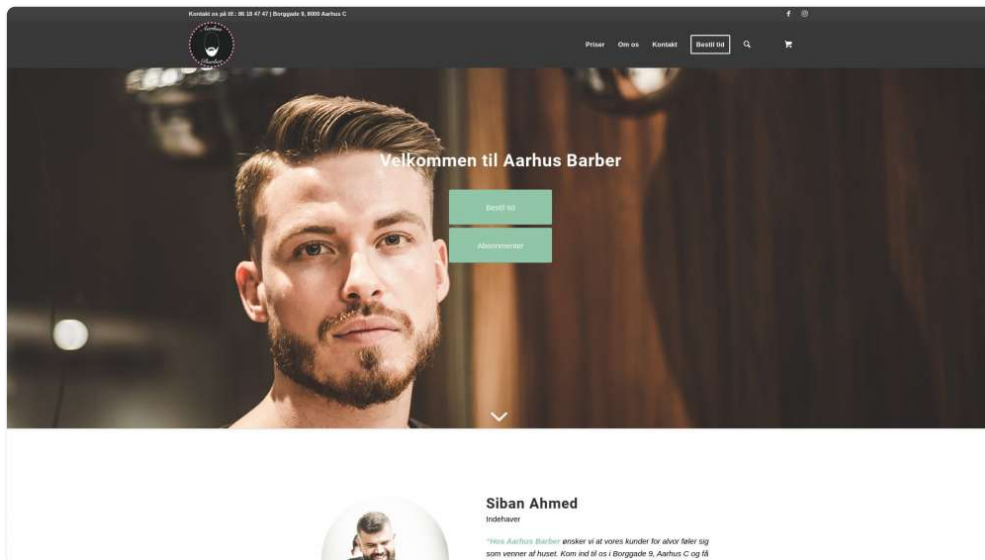 Kontakt os på tlf.: 86 18 47 47 | Borggade 9, 8000 Aarhus C
Aarhus
Barber
Priser Om os Kontakt Bestil tid
Velkommen til Aarhus Barber
Bestil tid
Abonnementer
Siban Ahmed
Indehaver
"Hos Aarhus Barber ønsker vi at vores kunder for alvor føler sig
som venner af huset. Kom ind til os i Borggade 9, Aarhus C og få